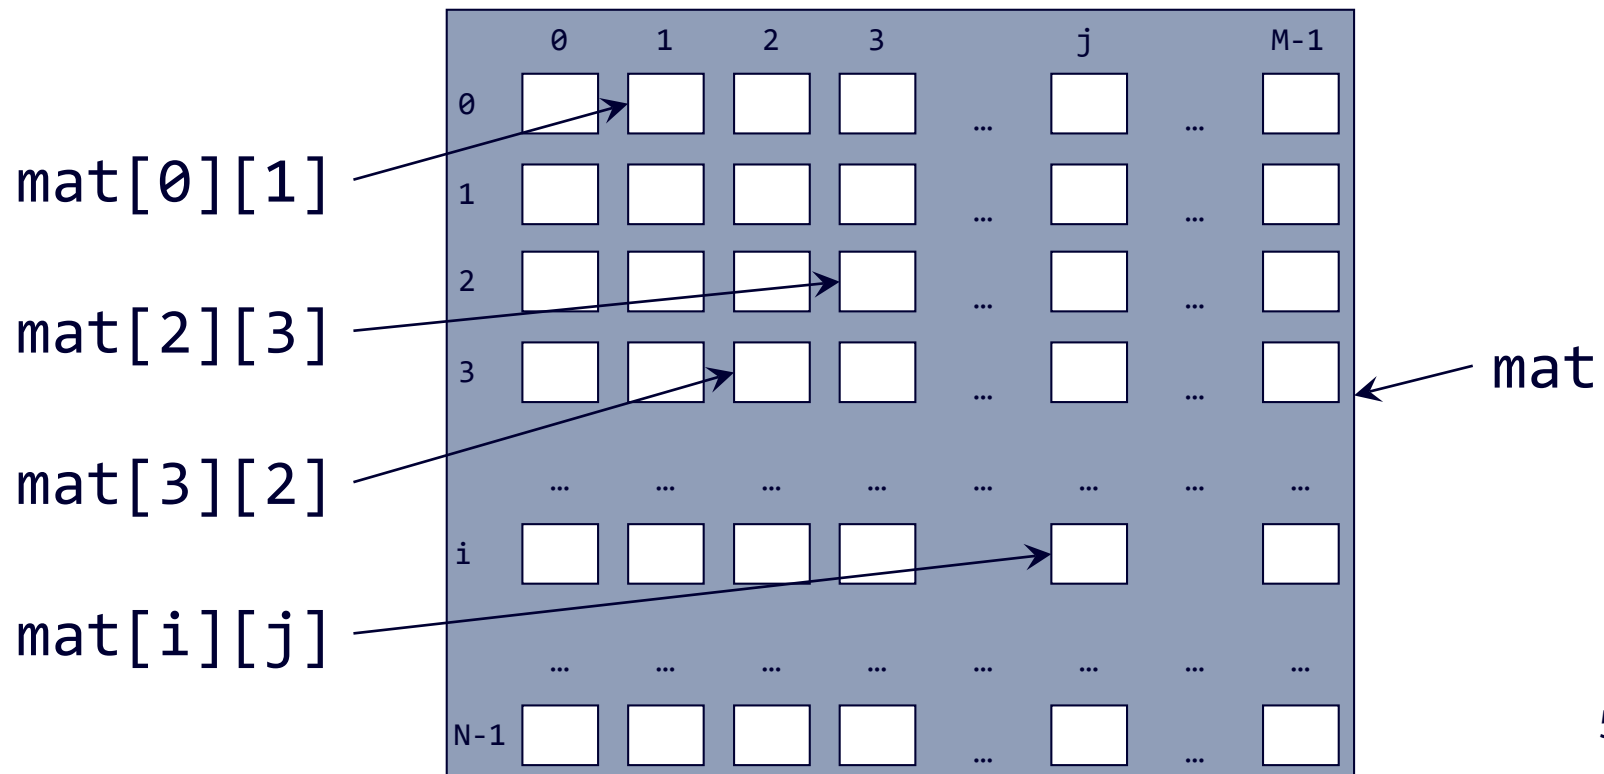 0 1 2 3 j M-1
0 … …
mat[0][1]
1 … …
2 … …
mat[2][3]
3 … …
mat
mat[3][2]
… … … … … … … …
i
mat[i][j]
… … … … … … … …
N-1 … …